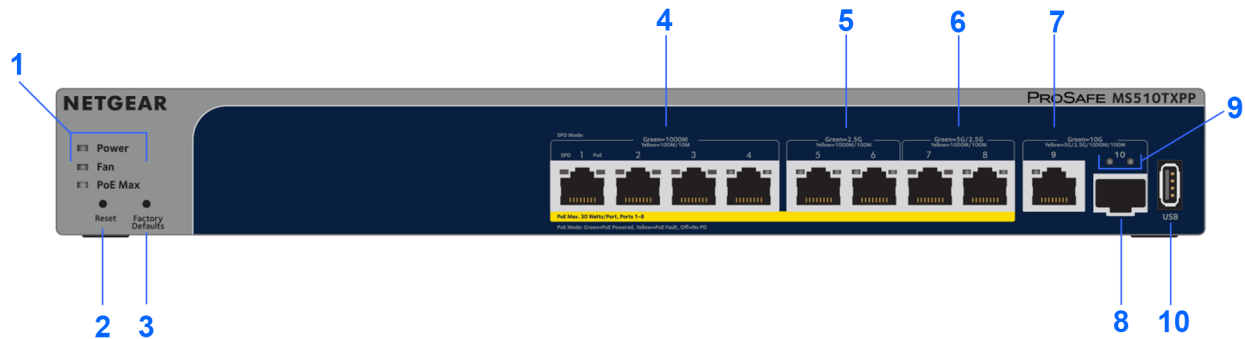 4
5
6
7
1
9
NETGEAR
PROSAFE MS510TXPP
Power
Fan
PoE Max
Reset
Factory
Defaults
SPD Mode:
Green=1000M
Yellow=100M/10M
Green=2.5G
Yellow=1000M/100M
Green=5G/2.5G
Yellow=1000M/100M
Green=10G
Yellow=5G/2.5G/1000M/100M
SPD 1 PoE 2 3 4 5 6 7 8 9 10
PoE Max. 30 Watts/Port, Ports 1-8
PoE Mode: Green=PoE Powered, Yellow=PoE Fault, Off=No PD
USB
2
3
8
10